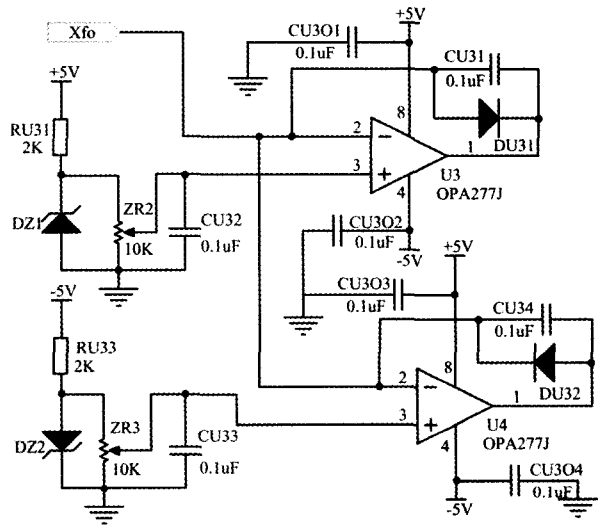 Xfo
+5V
CU3O1
0.1uF
+5V
CU31
0.1uF
RU31
2K
8
2
1
DU31
3
U3
OPA277J
4
DZ1
ZR2
10K
CU32
0.1uF
CU3O2
0.1uF
-5V
+5V
CU3O3
0.1uF
-5V
CU34
0.1uF
RU33
2K
8
2
1
DU32
3
U4
OPA277J
4
DZ2
ZR3
10K
CU33
0.1uF
CU3O4
0.1uF
-5V